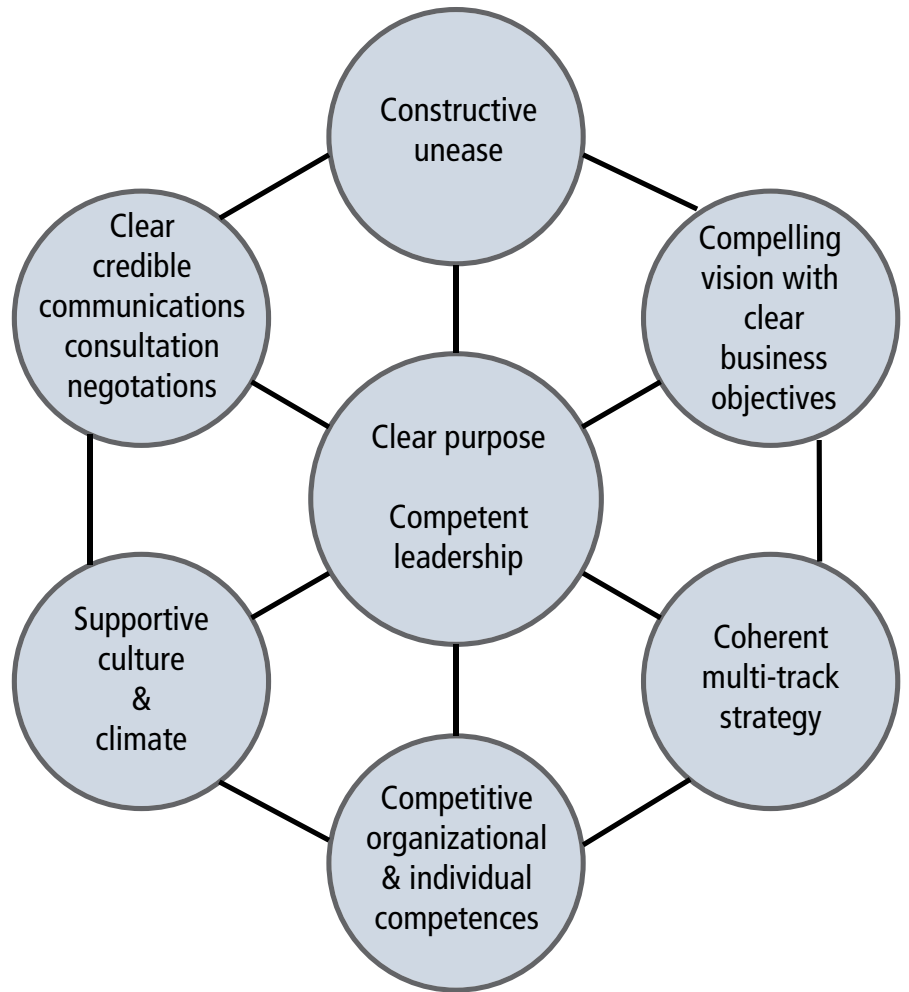 Constructive
unease
Clear
credible
communications
consultation
negotations
Compelling
vision with
clear
business
objectives
Clear purpose
Competent
leadership
Supportive
culture
&
climate
Coherent
multi-track
strategy
Competitive
organizational
& individual
competences